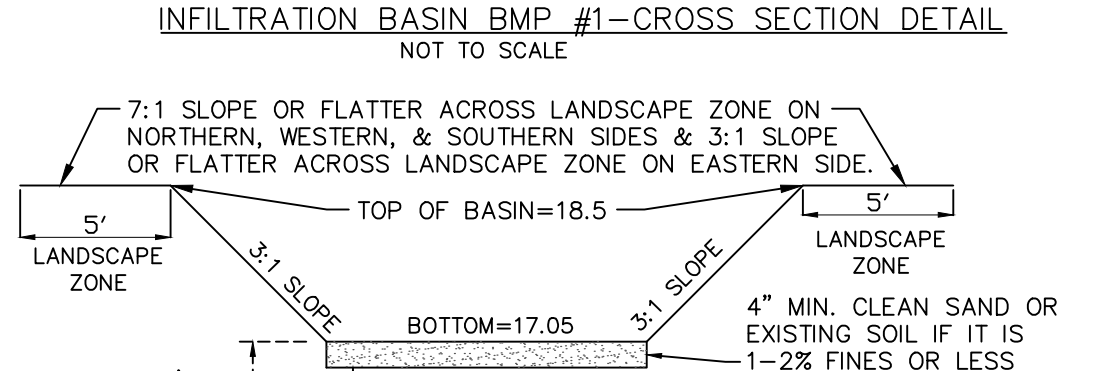 INFILTRATION BASIN BMP #1-CROSS SECTION DETAIL
NOT TO SCALE
7:1 SLOPE OR FLATTER ACROSS LANDSCAPE ZONE ON
NORTHERN, WESTERN, & SOUTHERN SIDES & 3:1 SLOPE
OR FLATTER ACROSS LANDSCAPE ZONE ON EASTERN SIDE.
TOP OF BASIN=18.5
5'
LANDSCAPE
ZONE
5'
LANDSCAPE
ZONE
3:1 SLOPE
3:1 SLOPE
BOTTOM=17.05
4" MIN. CLEAN SAND OR
EXISTING SOIL IF IT IS
1-2% FINES OR LESS